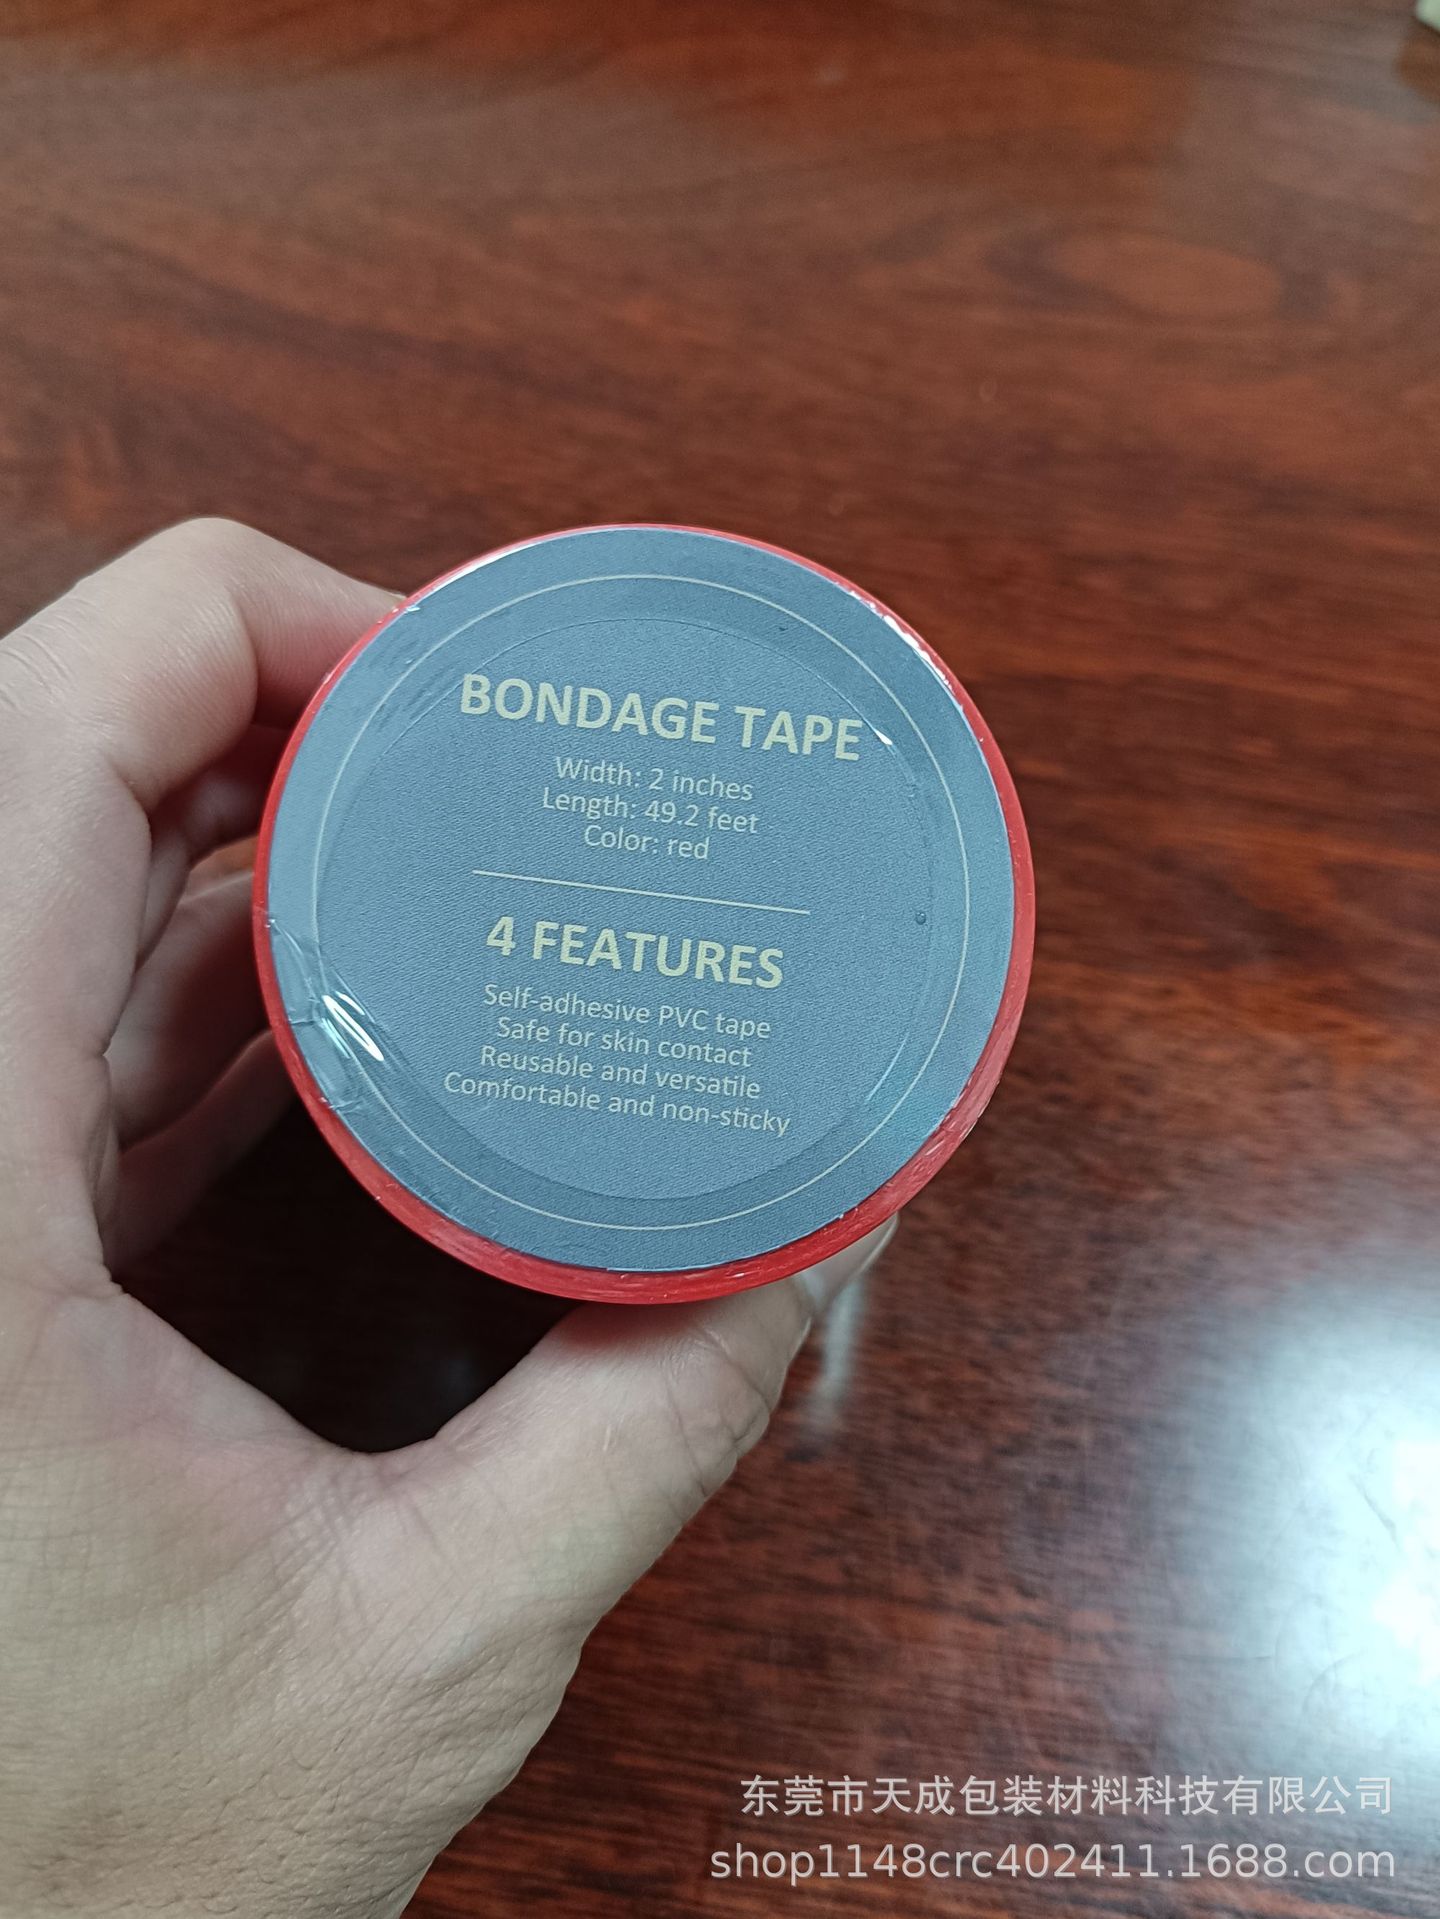 BONDAGE TAPE
Width: 2 inches
Length: 49.2 feet
Color: red
4 FEATURES
Self-adhesive PVC tape
Safe for skin contact
Reusable and versatile
Comfortable and non-sticky
东莞市天成包装材料科技有限公司
shop1148crc402411.1688.com